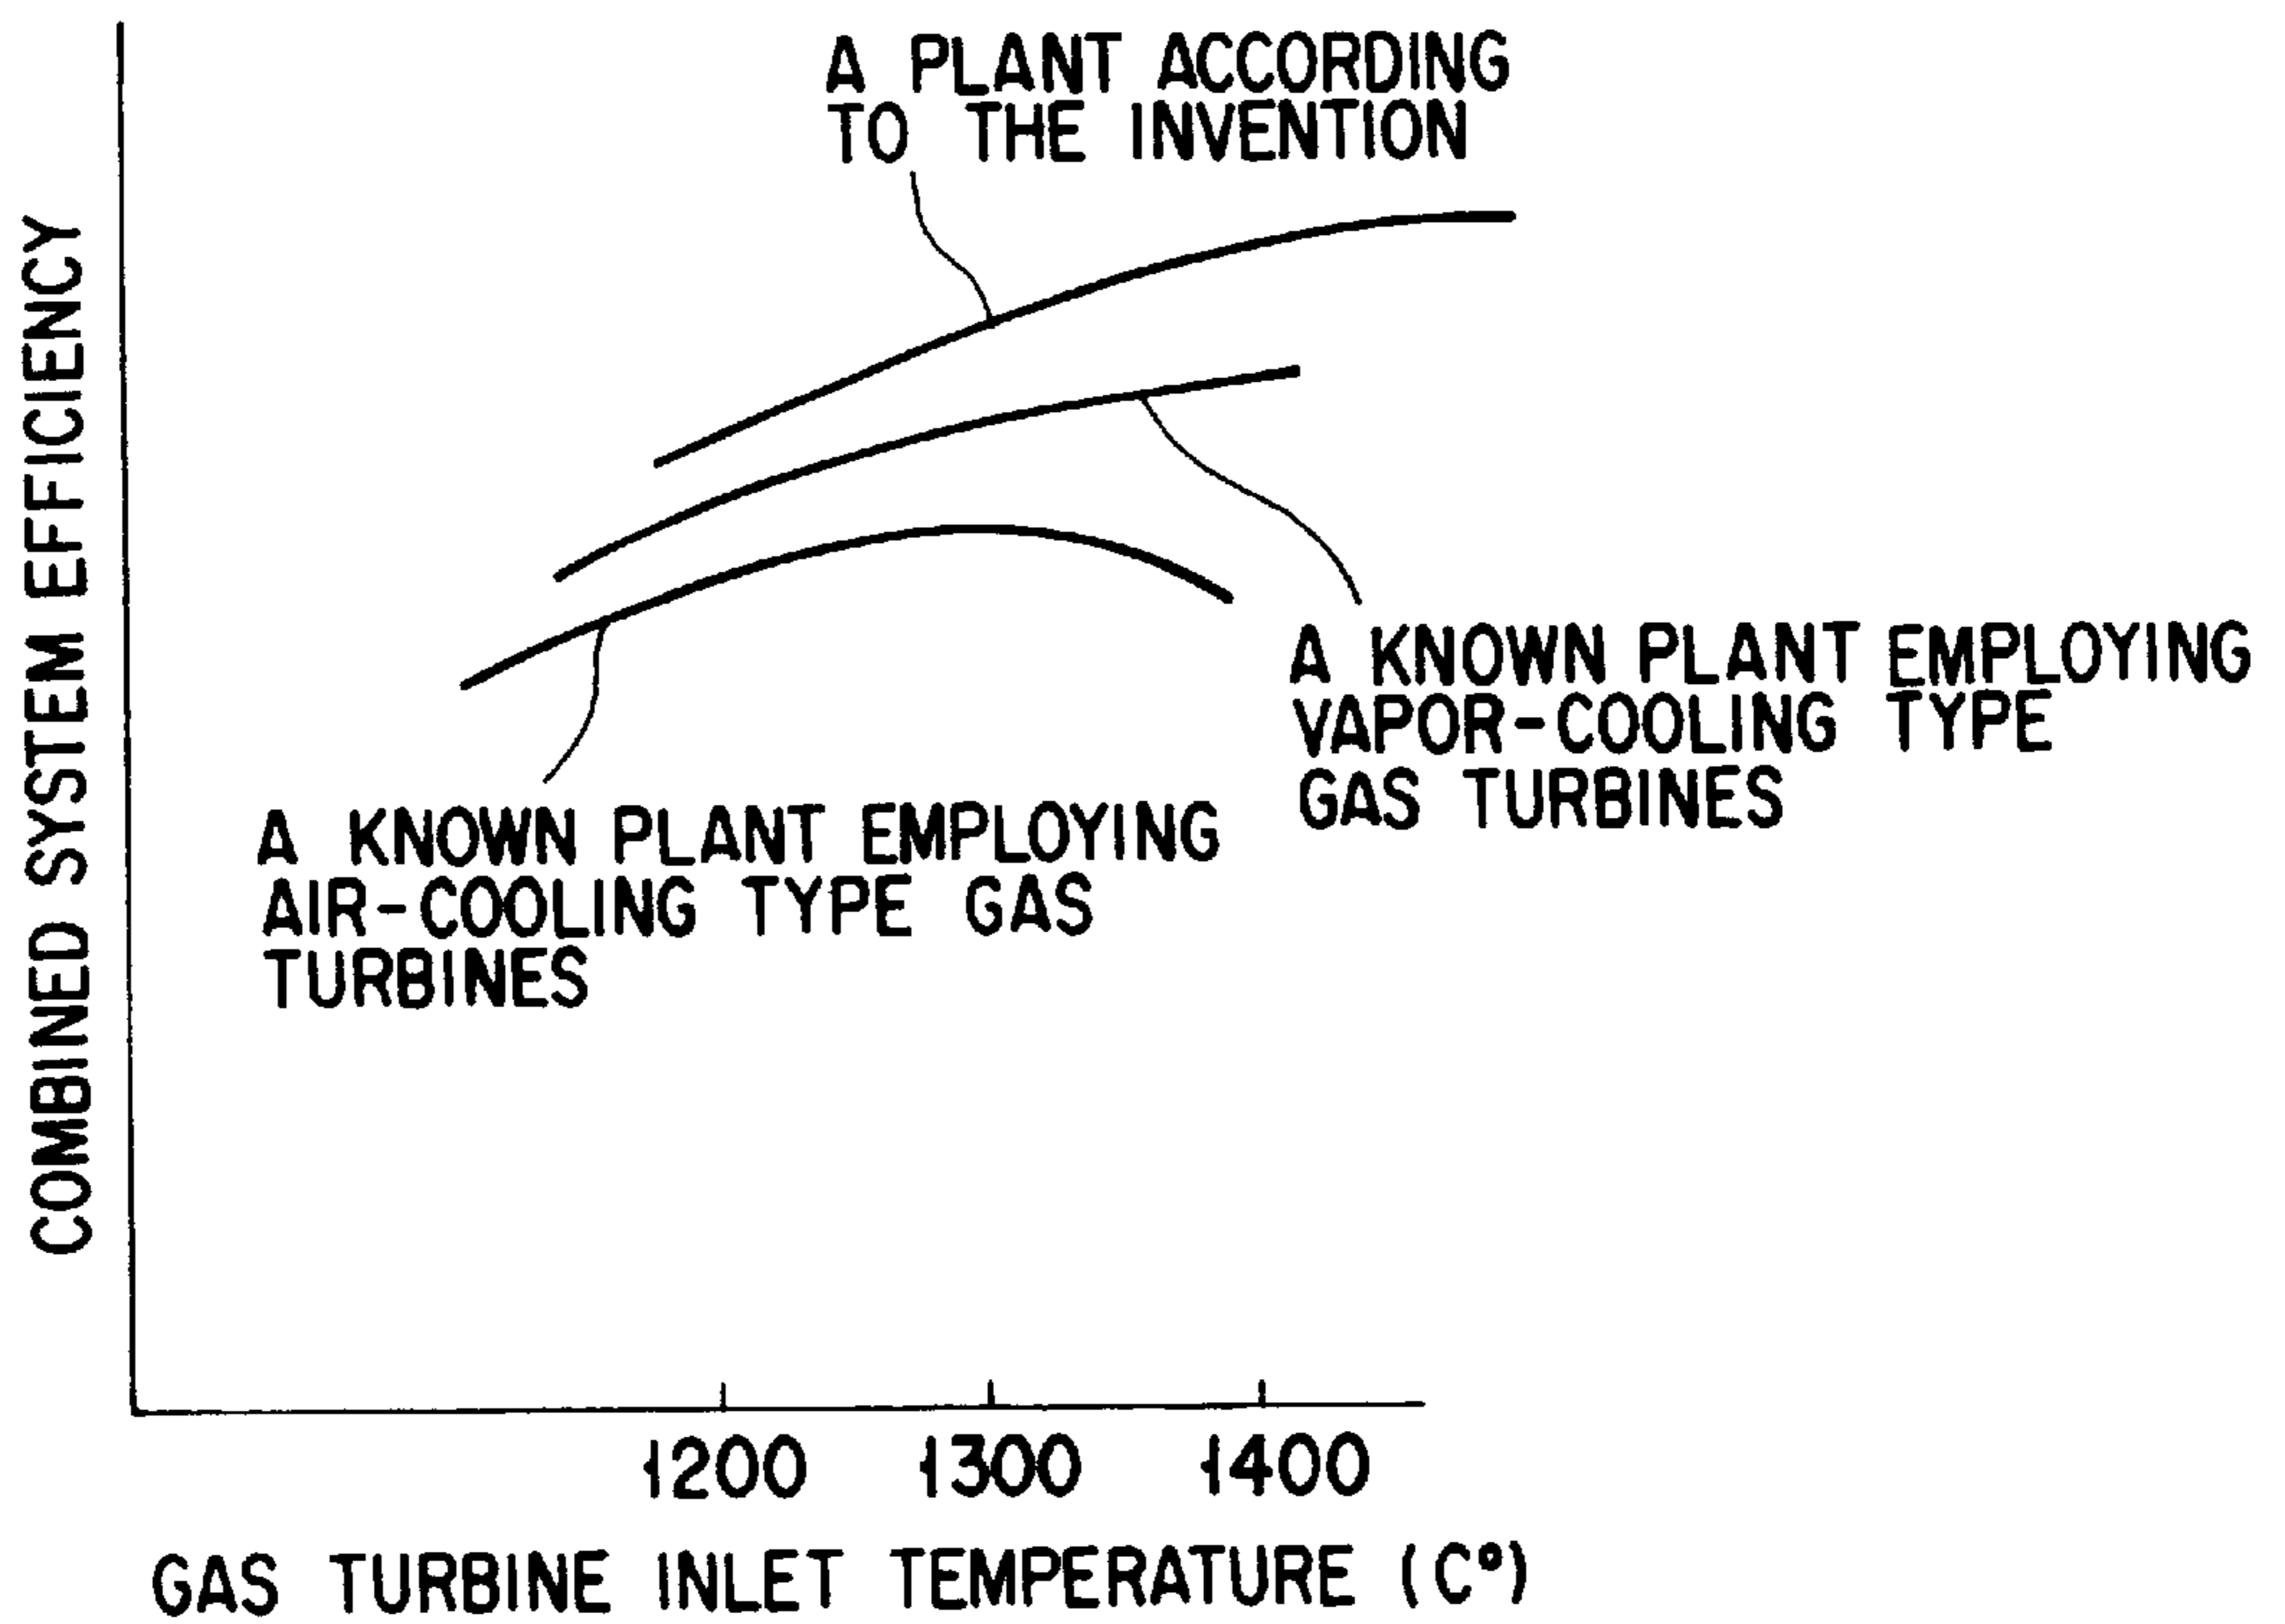 A PLANT ACCORDING
TO THE INVENTION
COMBINED SYSTEM EFFICIENCY
A KNOWN PLANT EMPLOYING
VAPOR-COOLING TYPE
GAS TURBINES
A KNOWN PLANT EMPLOYING
AIR-COOLING TYPE GAS
TURBINES
1200 1300 1400
GAS TURBINE INLET TEMPERATURE (C°)